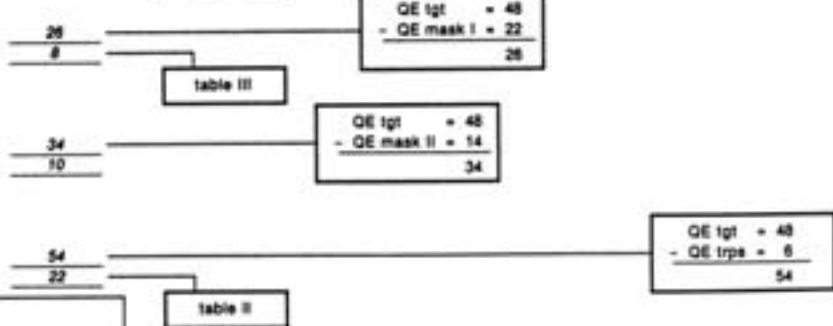 QE tgt = 48
- QE mask I = 22
26
26
8
table III
QE tgt = 48
- QE mask II = 14
34
34
10
QE tgt = 48
- QE trps = 6
54
54
22
table II